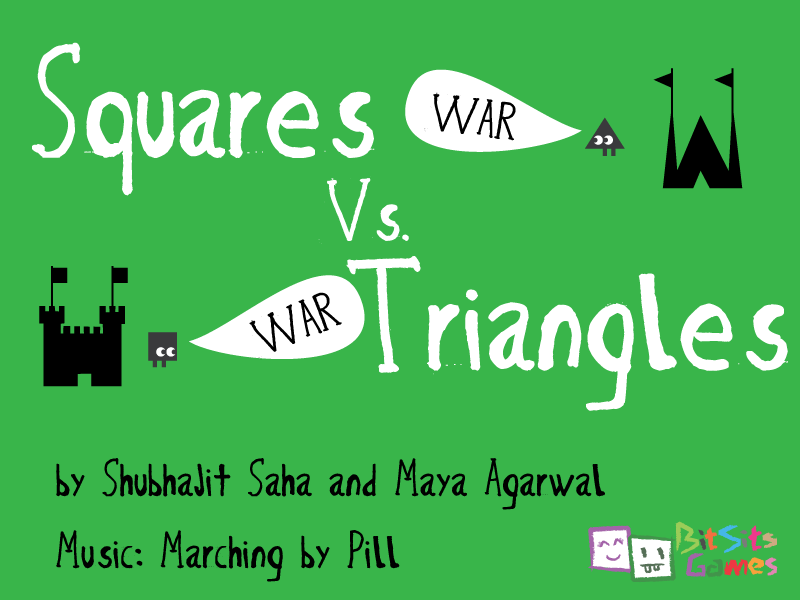 Squares
WAR
Vs.
WAR
Triangles
by Shubhajit Saha and Maya Agarwal
Music: Marching by Pill
BitSits
Games